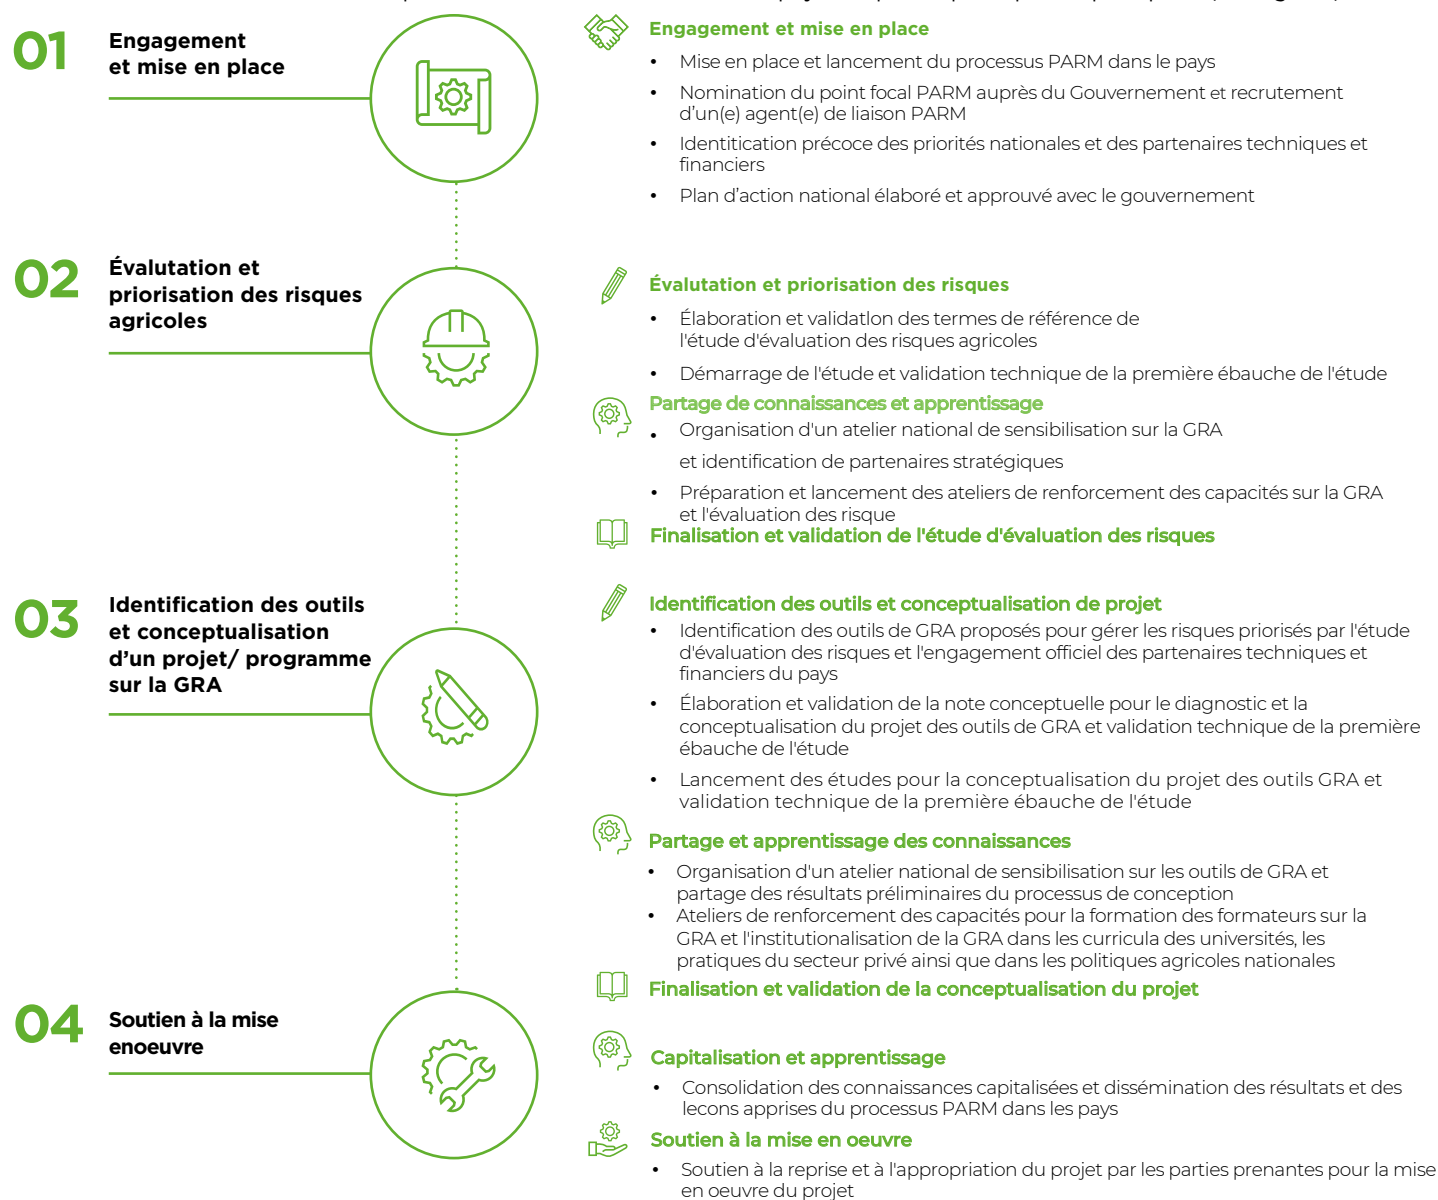 01
Engagement
et mise en place
Engagement et mise en place
• Mise en place et lancement du processus PARM dans le pays
• Nomination du point focal PARM auprès du Gouvernement et recrutement
d’un(e) agent(e) de liaison PARM
• Identitication précoce des priorités nationales et des partenaires techniques et
financiers
• Plan d’action national élaboré et approuvé avec le gouvernement
02
Évalutation et
priorisation des risques
agricoles
Évalutation et priorisation des risques
• Élaboration et validatlon des termes de référence de
l'étude d'évaluation des risques agricoles
• Démarrage de l'étude et validation technique de la première ébauche de l'étude
Partage de connaissances et apprentissage
• Organisation d'un atelier national de sensibilisation sur la GRA
et identification de partenaires stratégiques
• Préparation et lancement des ateliers de renforcement des capacités sur la GRA
et l'évaluation des risque
Finalisation et validation de l'étude d'évaluation des risques
03
Identification des outils
et conceptualisation
d’un projet/ programme
sur la GRA
Identification des outils et conceptualisation de projet
• Identification des outils de GRA proposés pour gérer les risques priorisés par l'étude
d'évaluation des risques et l'engagement officiel des partenaires techniques et
financiers du pays
• Élaboration et validation de la note conceptuelle pour le diagnostic et la
conceptualisation du projet des outils de GRA et validation technique de la première
ébauche de l'étude
• Lancement des études pour la conceptualisation du projet des outils GRA et
validation technique de la première ébauche de l'étude
Partage et apprentissage des connaissances
• Organisation d'un atelier national de sensibilisation sur les outils de GRA et
partage des résultats préliminaires du processus de conception
• Ateliers de renforcement des capacités pour la formation des formateurs sur la
GRA et l'institutionalisation de la GRA dans les curricula des universités, les
pratiques du secteur privé ainsi que dans les politiques agricoles nationales
Finalisation et validation de la conceptualisation du projet
04
Soutien à la mise
enoeuvre
Capitalisation et apprentissage
• Consolidation des connaissances capitalisées et dissémination des résultats et des
lecons apprises du processus PARM dans les pays
Soutien à la mise en oeuvre
• Soutien à la reprise et à l'appropriation du projet par les parties prenantes pour la mise
en oeuvre du projet